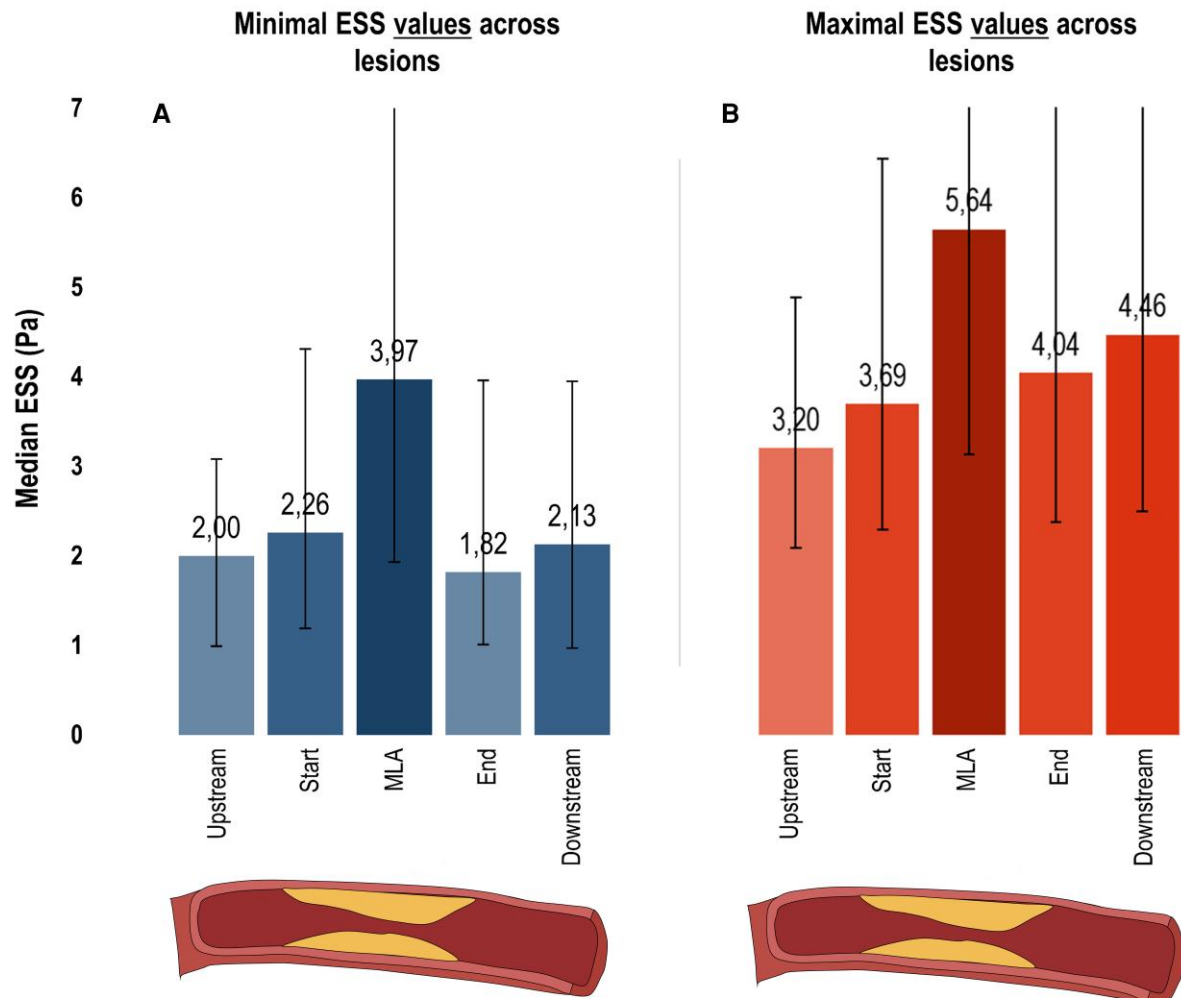 Minimal ESS values across
lesions
Maximal ESS values across
lesions
A
B
Median ESS (Pa)
7
6
5
4
3
2
1
0
2,00
2,26
3,97
1,82
2,13
3,20
3,69
5,64
4,04
4,46
Upstream
Start
MLA
End
Downstream
Upstream
Start
MLA
End
Downstream